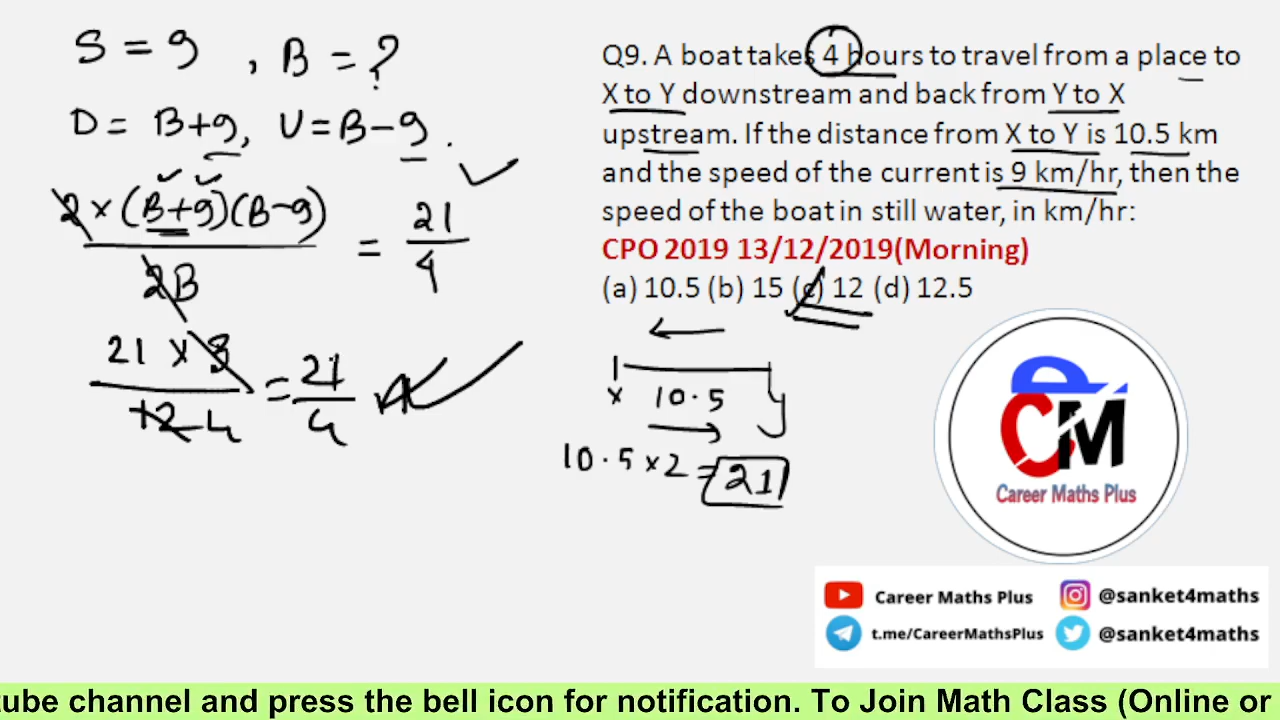 S = 9 , B = ?
D = B+9, U = B-9.
2 × (B+9)(B-9)
2B
= 21
4
21 × 3
12 4
= 21
4
Q9. A boat takes 4 hours to travel from a place to
X to Y downstream and back from Y to X
upstream. If the distance from X to Y is 10.5 km
and the speed of the current is 9 km/hr, then the
speed of the boat in still water, in km/hr:
CPO 2019 13/12/2019(Morning)
(a) 10.5 (b) 15 (c) 12 (d) 12.5
x 10.5 y
10.5 × 2 = 21
CM
Career Maths Plus
Career Maths Plus @sanket4maths
t.me/CareerMathsPlus @sanket4maths
tube channel and press the bell icon for notification. To Join Math Class (Online or